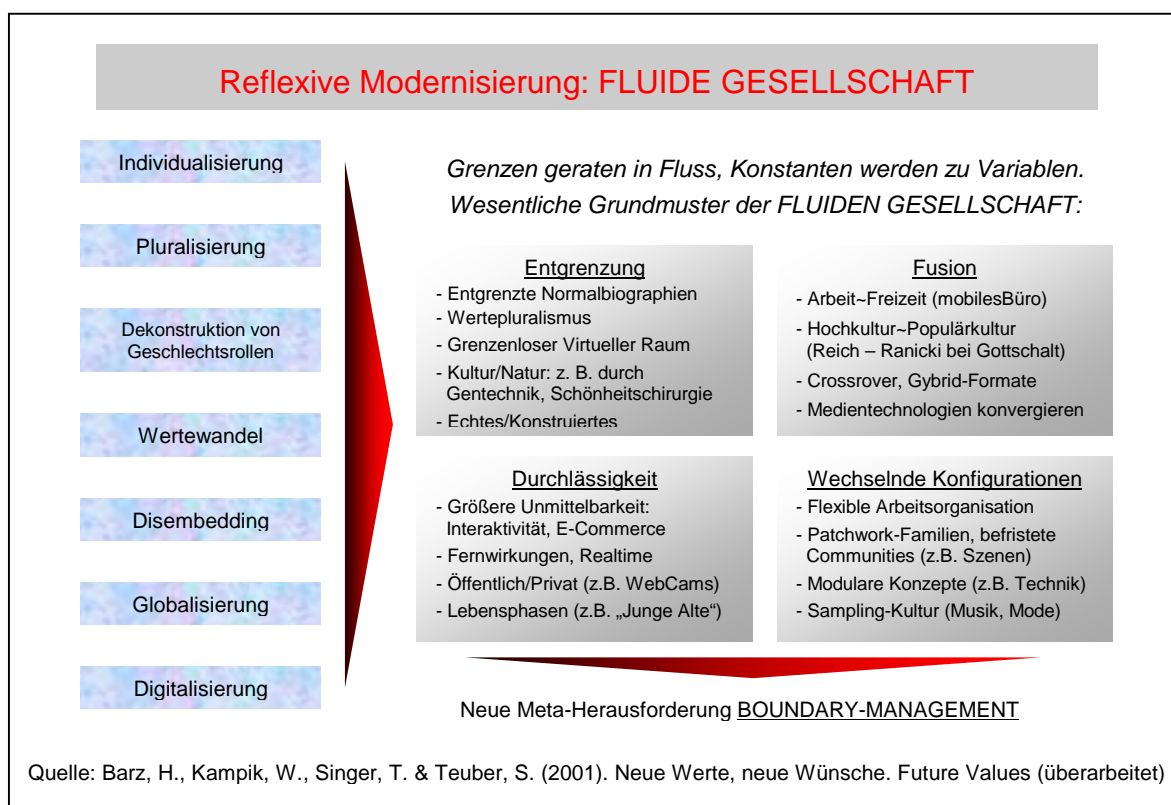 Reflexive Modernisierung: FLUIDE GESELLSCHAFT
Individualisierung
Pluralisierung
Dekonstruktion von
Geschlechtsrollen
Wertewandel
Disembedding
Globalisierung
Digitalisierung
Grenzen geraten in Fluss, Konstanten werden zu Variablen.
Wesentliche Grundmuster der FLUIDEN GESELLSCHAFT:
Entgrenzung
- Entgrenzte Normalbiographien
- Wertepluralismus
- Grenzenloser Virtueller Raum
- Kultur/Natur: z. B. durch
Gentechnik, Schönheitschirurgie
- Echtes/Konstruiertes
Fusion
- Arbeit~Freizeit (mobilesBüro)
- Hochkultur~Populärkultur
(Reich – Ranicki bei Gottschalt)
- Crossrover, Gybrid-Formate
- Medientechnologien konvergieren
Durchlässigkeit
- Größere Unmittelbarkeit:
Interaktivität, E-Commerce
- Fernwirkungen, Realtime
- Öffentlich/Privat (z.B. WebCams)
- Lebensphasen (z.B. „Junge Alte“)
Wechselnde Konfigurationen
- Flexible Arbeitsorganisation
- Patchwork-Familien, befristete
Communities (z.B. Szenen)
- Modulare Konzepte (z.B. Technik)
- Sampling-Kultur (Musik, Mode)
Neue Meta-Herausforderung BOUNDARY-MANAGEMENT
Quelle: Barz, H., Kampik, W., Singer, T. & Teuber, S. (2001). Neue Werte, neue Wünsche. Future Values (überarbeitet)